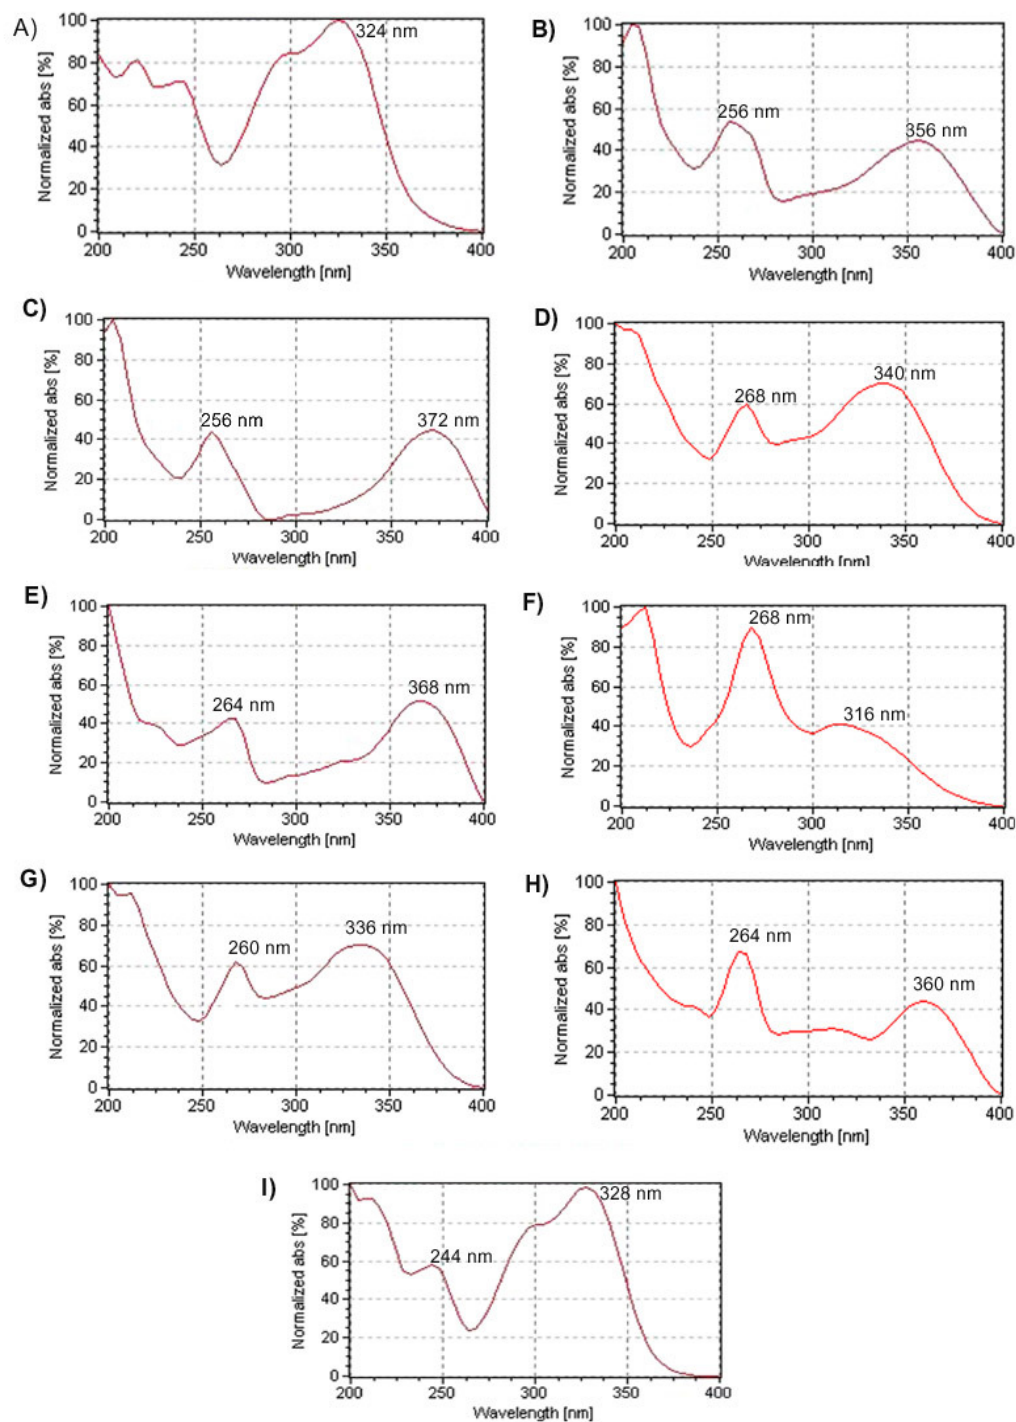 A)
324 nm
Normalized abs [%]
100
80
60
40
20
0
200
250
300
350
400
Wavelength [nm]
B)
256 nm
356 nm
Normalized abs [%]
100
80
60
40
20
0
200
250
300
350
400
Wavelength [nm]
C)
256 nm
372 nm
Normalized abs [%]
100
80
60
40
20
0
200
250
300
350
400
Wavelength [nm]
D)
268 nm
340 nm
Normalized abs [%]
100
80
60
40
20
0
200
250
300
350
400
Wavelength [nm]
E)
264 nm
368 nm
Normalized abs [%]
100
80
60
40
20
0
200
250
300
350
400
Wavelength [nm]
F)
268 nm
316 nm
Normalized abs [%]
100
80
60
40
20
0
200
250
300
350
400
Wavelength [nm]
G)
260 nm
336 nm
Normalized abs [%]
100
80
60
40
20
0
200
250
300
350
400
Wavelength [nm]
H)
264 nm
360 nm
Normalized abs [%]
100
80
60
40
20
0
200
250
300
350
400
Wavelength [nm]
I)
244 nm
328 nm
Normalized abs [%]
100
80
60
40
20
0
200
250
300
350
400
Wavelength [nm]